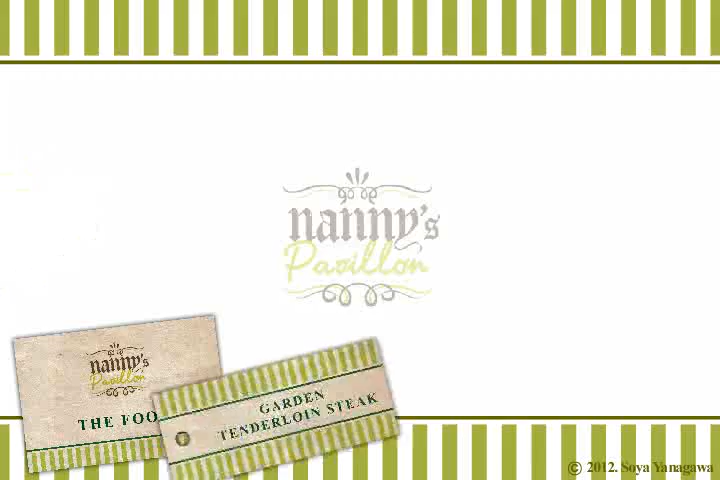 nanny's
Pavillon
nanny's
Pavillon
THE FOO
GARDEN
TENDERLOIN STEAK
© 2012. Soya Yanagawa